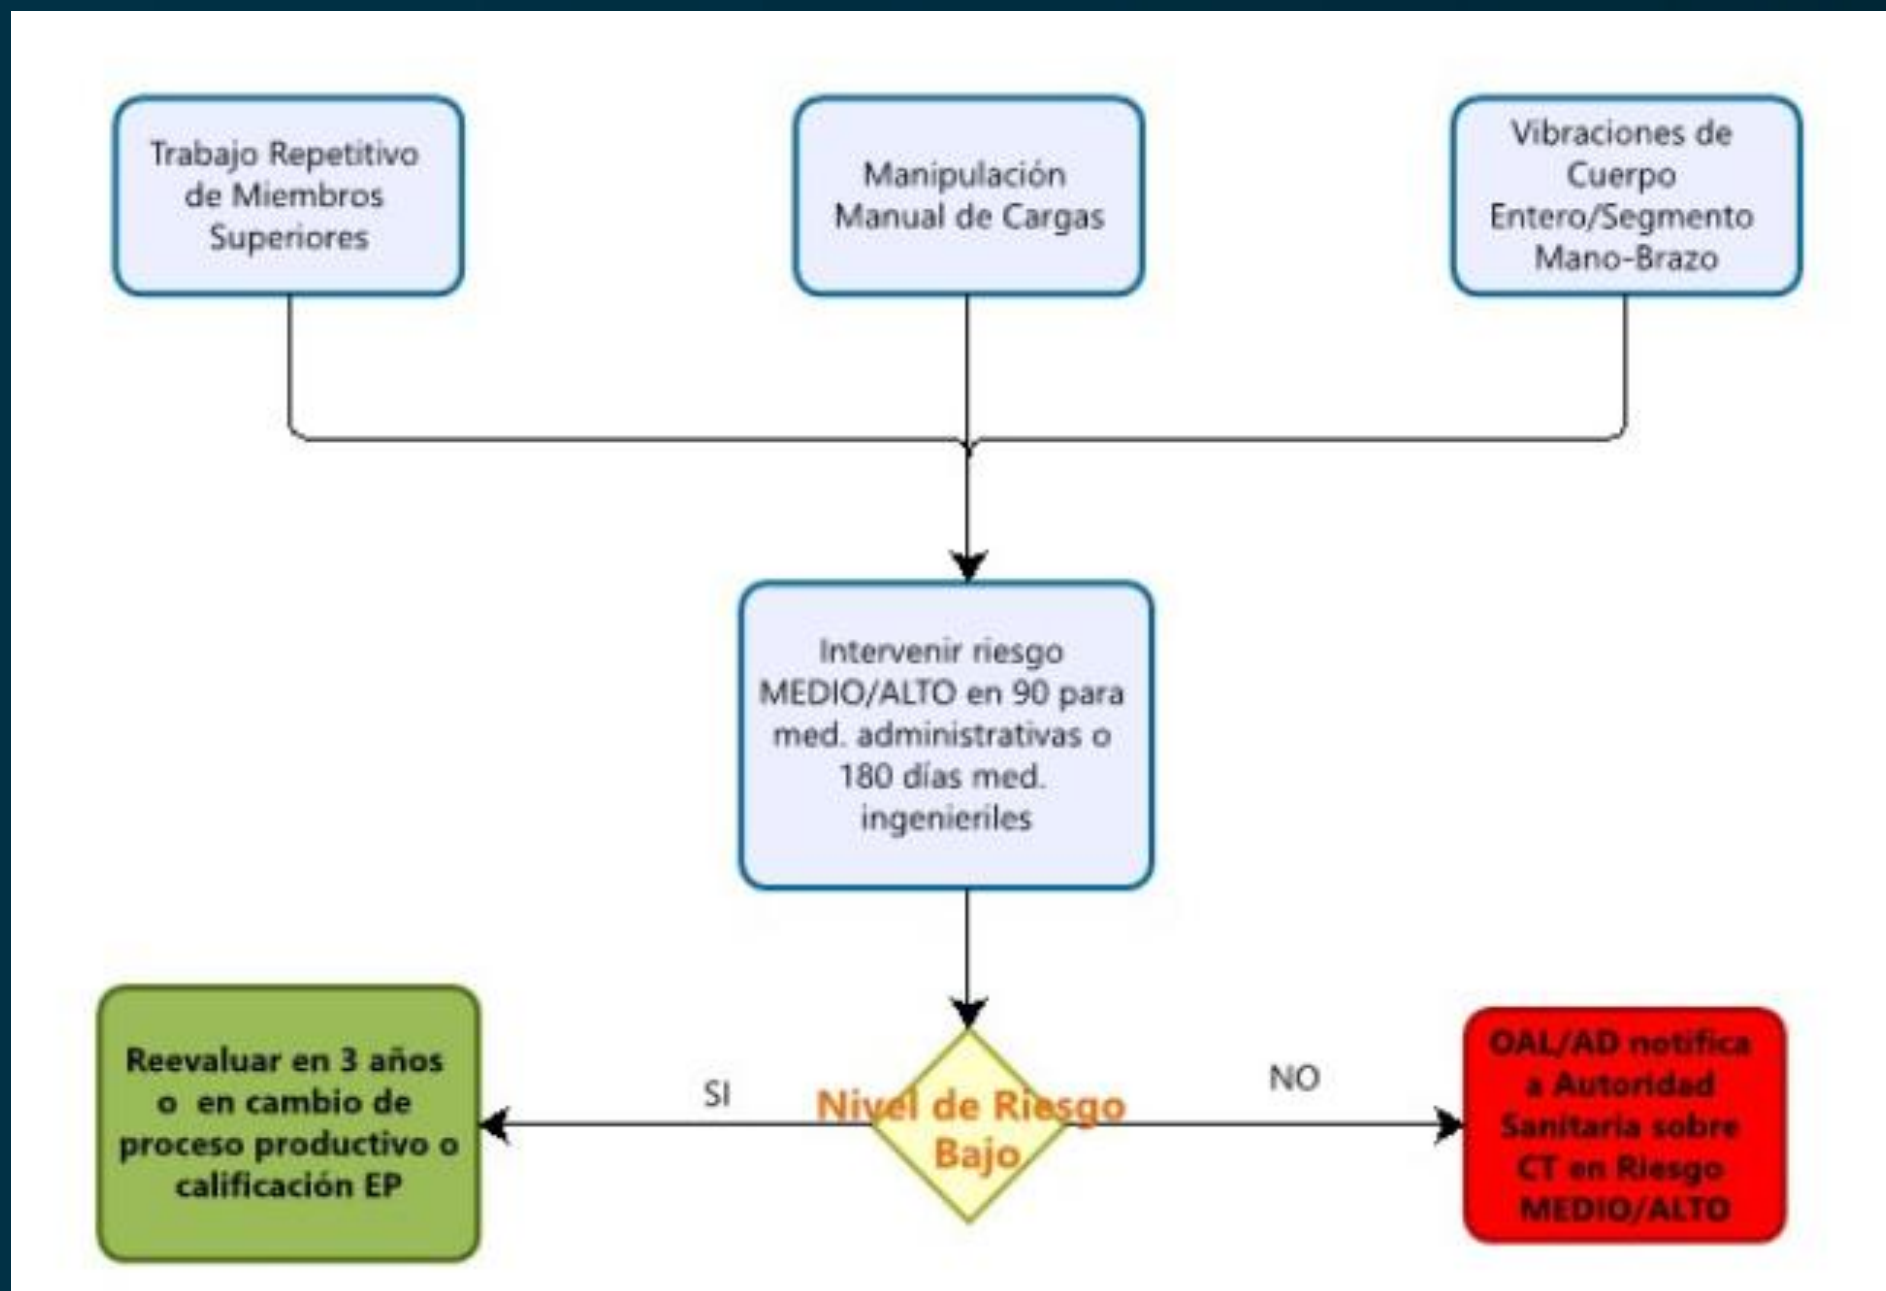 Trabajo Repetitivo
de Miembros
Superiores
Manipulación
Manual de Cargas
Vibraciones de
Cuerpo
Entero/Segmento
Mano-Brazo
Intervenir riesgo
MEDIO/ALTO en 90 para
med. administrativas o
180 días med.
ingenieriles
Reevaluar en 3 años
o en cambio de
proceso productivo o
calificación EP
SI
Nivel de Riesgo
Bajo
NO
OAL/AD notifica
a Autoridad
Sanitaria sobre
CT en Riesgo
MEDIO/ALTO